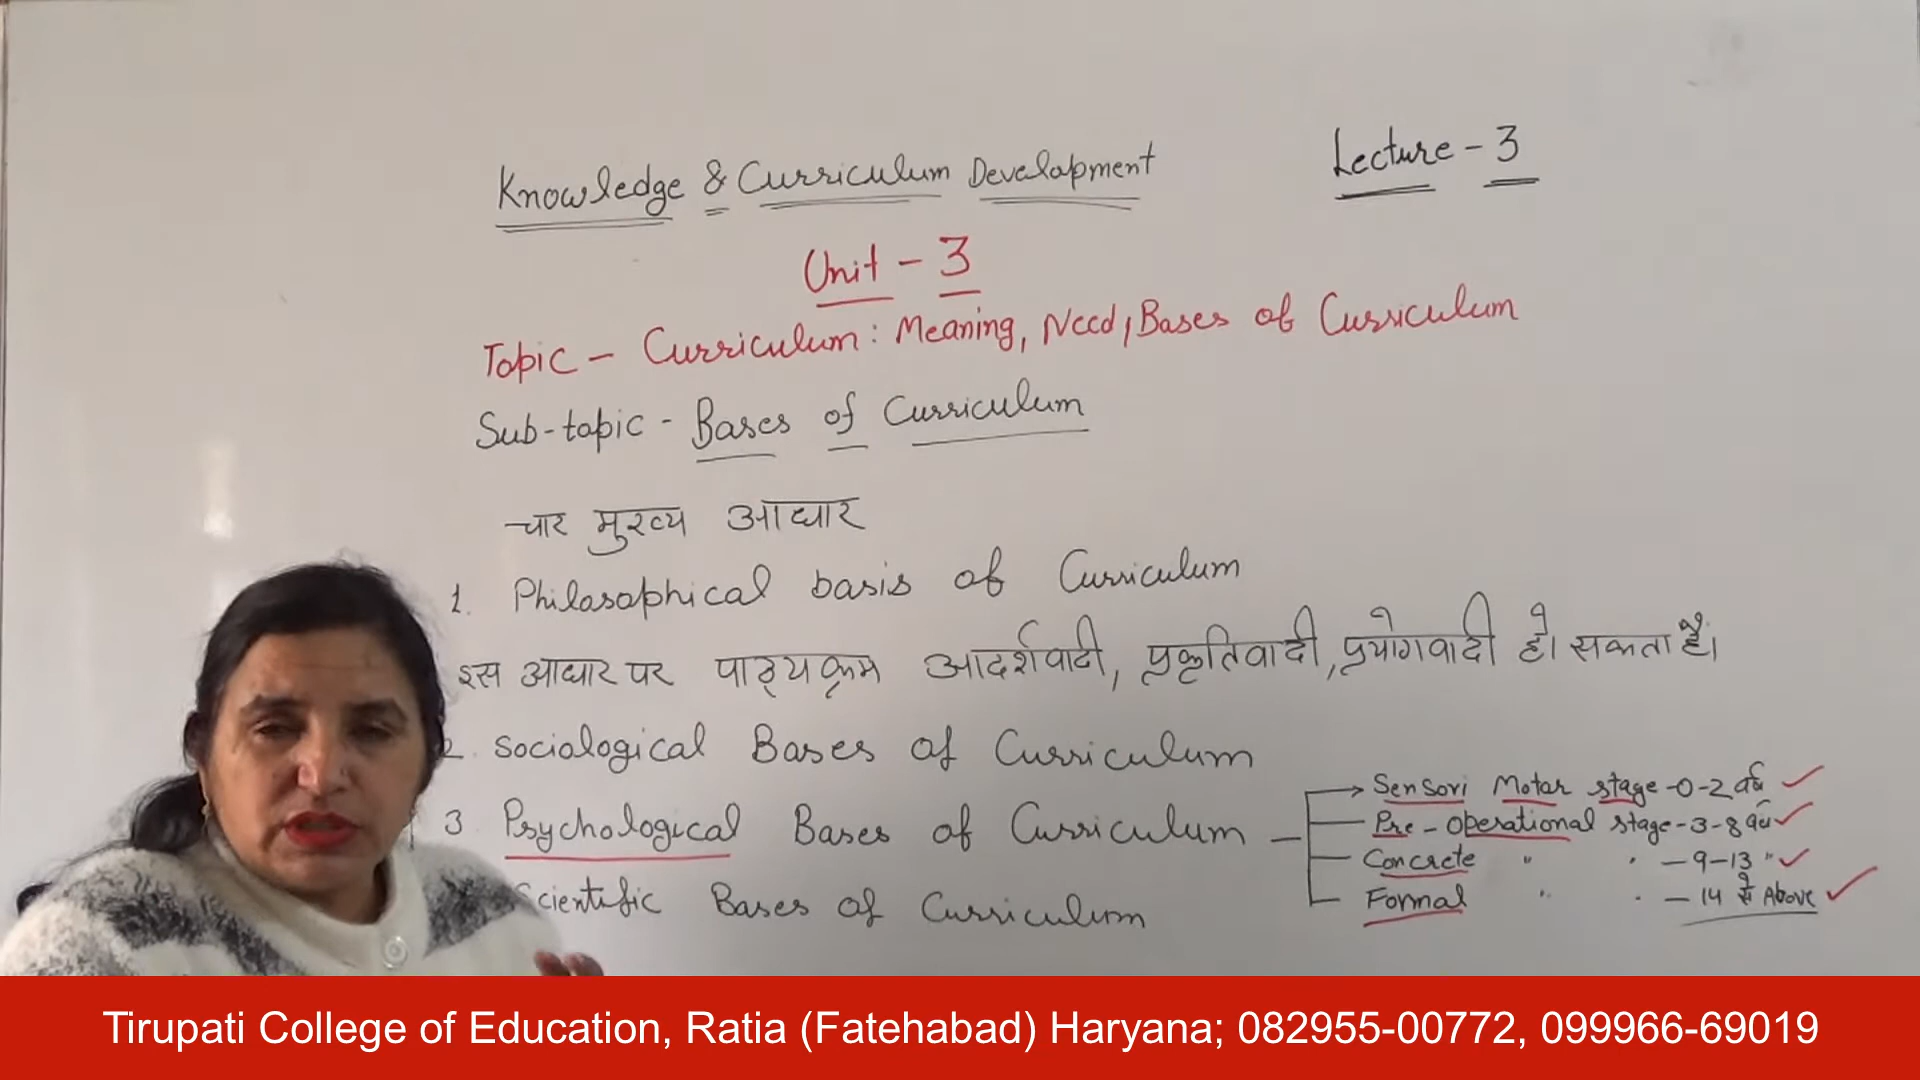 Knowledge & Curriculum Development
Lecture - 3
Unit - 3
Topic - Curriculum: Meaning, Need, Bases of Curriculum
Sub-topic - Bases of Curriculum
चार मुख्य आधार
1. Philosophical basis of Curriculum
इस आधार पर पाठ्यक्रम आदर्शवादी, प्रकृतिवादी, प्रयोगवादी हो सकता है।
2. Sociological Bases of Curriculum
3 Psychological Bases of Curriculum
Sensori Motor stage - 0-2 वर्ष
Pre-Operational stage - 3-8 वर्ष
Concrete " " - 9-13 "
Formal " " - 14 से Above
Scientific Bases of Curriculum
Tirupati College of Education, Ratia (Fatehabad) Haryana; 082955-00772, 099966-69019